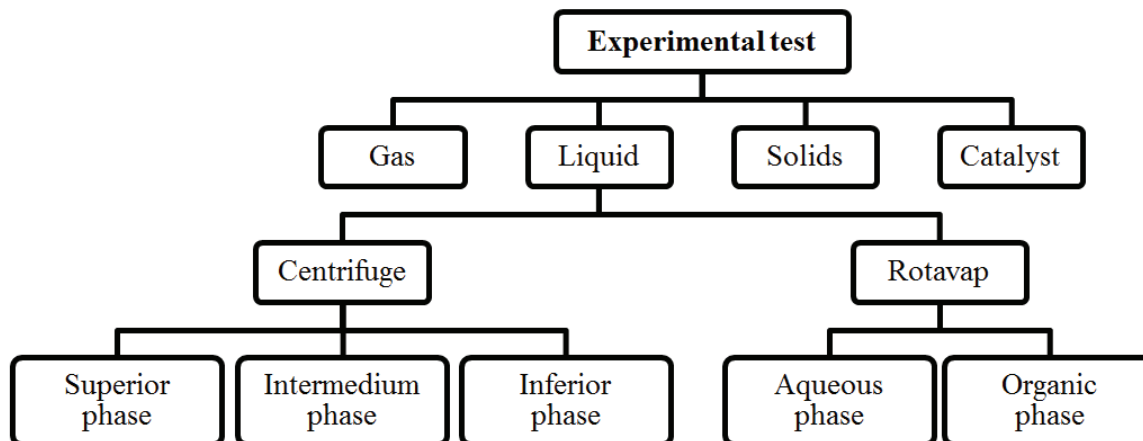 Experimental test
Gas
Liquid
Solids
Catalyst
Centrifuge
Rotavap
Superior
phase
Intermedium
phase
Inferior
phase
Aqueous
phase
Organic
phase